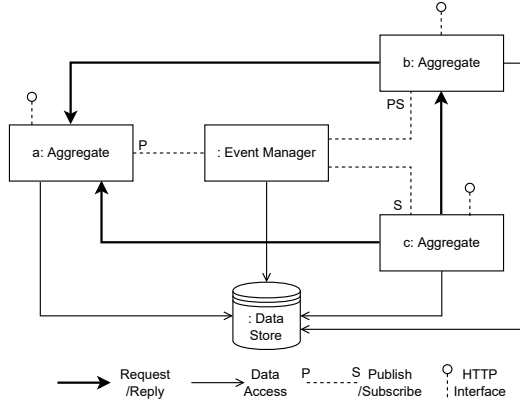 b: Aggregate
PS
a: Aggregate
P
: Event Manager
S
c: Aggregate
: Data
Store
Request
/Reply
Data
Access
P
S
Publish
/Subscribe
HTTP
Interface